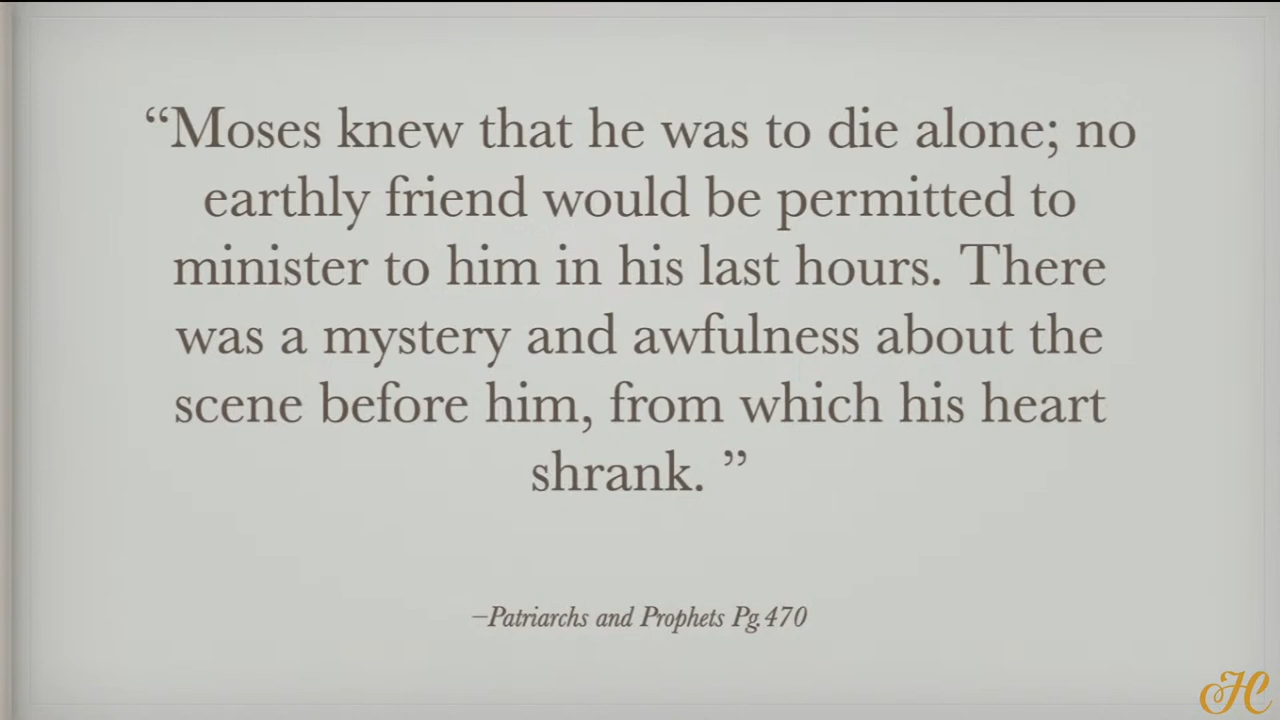 “Moses knew that he was to die alone; no
earthly friend would be permitted to
minister to him in his last hours. There
was a mystery and awfulness about the
scene before him, from which his heart
shrank. ”
–Patriarchs and Prophets Pg.470
HC